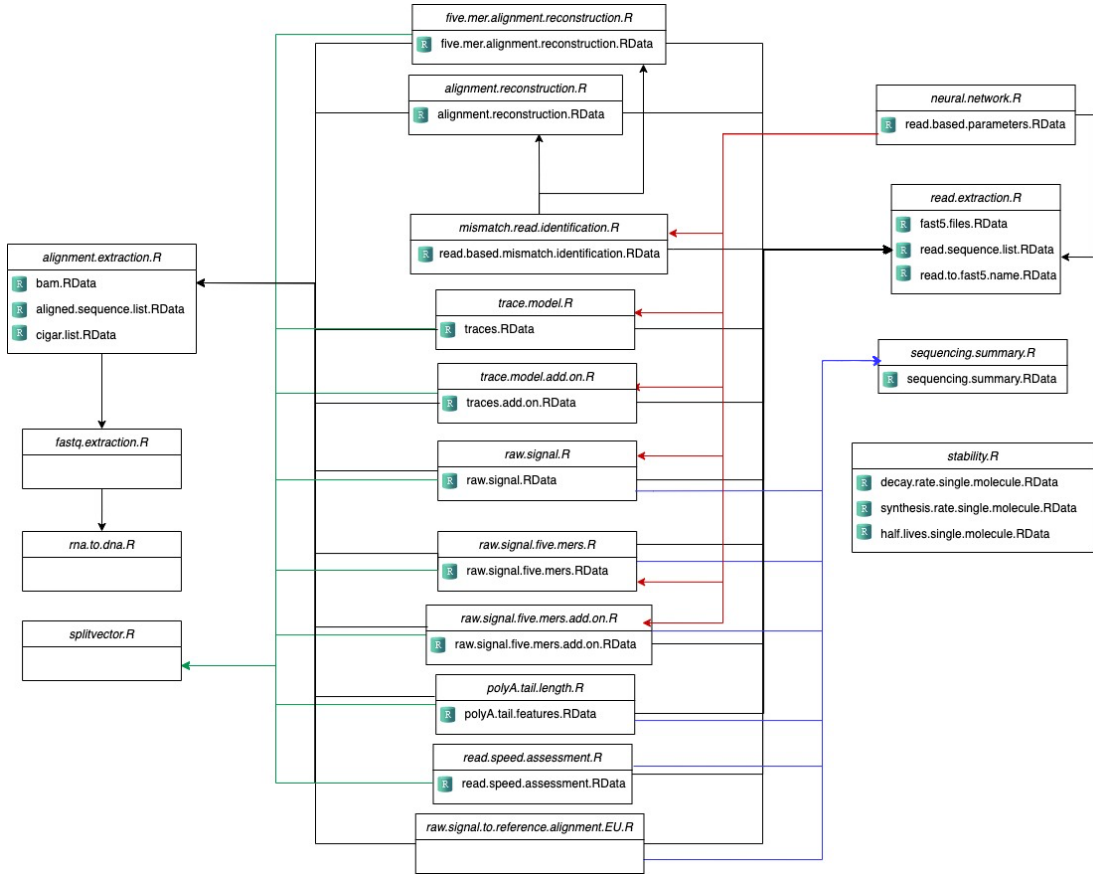 five.mer.alignment.reconstruction.R
R five.mer.alignment.reconstruction.RData
alignment.reconstruction.R
R alignment.reconstruction.RData
neural.network.R
R read.based.parameters.RData
read.extraction.R
R fast5.files.RData
R read.sequence.list.RData
R read.to.fast5.name.RData
mismatch.read.identification.R
R read.based.mismatch.identification.RData
alignment.extraction.R
R bam.RData
R aligned.sequence.list.RData
R cigar.list.RData
trace.model.R
R traces.RData
sequencing.summary.R
R sequencing.summary.RData
trace.model.add.on.R
R traces.add.on.RData
fastq.extraction.R
raw.signal.R
R raw.signal.RData
stability.R
R decay.rate.single.molecule.RData
R synthesis.rate.single.molecule.RData
R half.lives.single.molecule.RData
rna.to.dna.R
raw.signal.five.mers.R
R raw.signal.five.mers.RData
splitvector.R
raw.signal.five.mers.add.on.R
R raw.signal.five.mers.add.on.RData
polyA.tail.length.R
R polyA.tail.features.RData
read.speed.assessment.R
R read.speed.assessment.RData
raw.signal.to.reference.alignment.EU.R